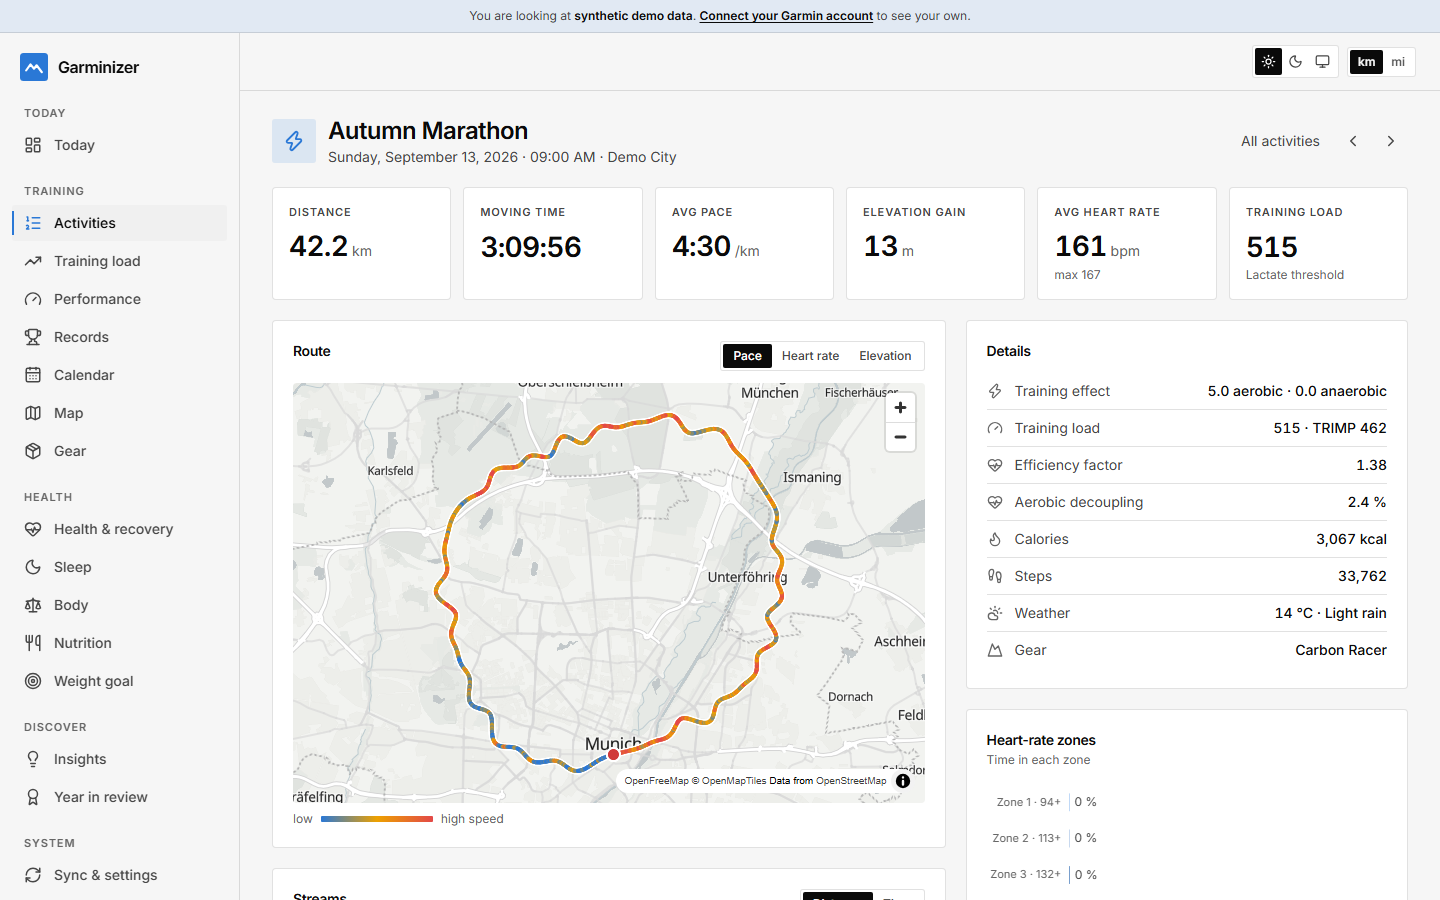 You are looking at synthetic demo data. Connect your Garmin account to see your own.
Garminizer
km mi
TODAY
Today
TRAINING
Activities
Training load
Performance
Records
Calendar
Map
Gear
HEALTH
Health & recovery
Sleep
Body
Nutrition
Weight goal
DISCOVER
Insights
Year in review
SYSTEM
Sync & settings
Autumn Marathon
Sunday, September 13, 2026 · 09:00 AM · Demo City
All activities
DISTANCE
42.2 km
MOVING TIME
3:09:56
AVG PACE
4:30 /km
ELEVATION GAIN
13 m
AVG HEART RATE
161 bpm
max 167
TRAINING LOAD
515
Lactate threshold
Route
Pace Heart rate Elevation
Oberschleißheim
München
Fischerhäuser
Karlsfeld
Ismaning
Unterföhring
Aschhei
Dornach
Feld
Munich
räfelfing
OpenFreeMap © OpenMapTiles Data from OpenStreetMap
low high speed
Streams
Details
Training effect 5.0 aerobic · 0.0 anaerobic
Training load 515 · TRIMP 462
Efficiency factor 1.38
Aerobic decoupling 2.4 %
Calories 3,067 kcal
Steps 33,762
Weather 14 °C · Light rain
Gear Carbon Racer
Heart-rate zones
Time in each zone
Zone 1 · 94+ 0 %
Zone 2 · 113+ 0 %
Zone 3 · 132+ 0 %